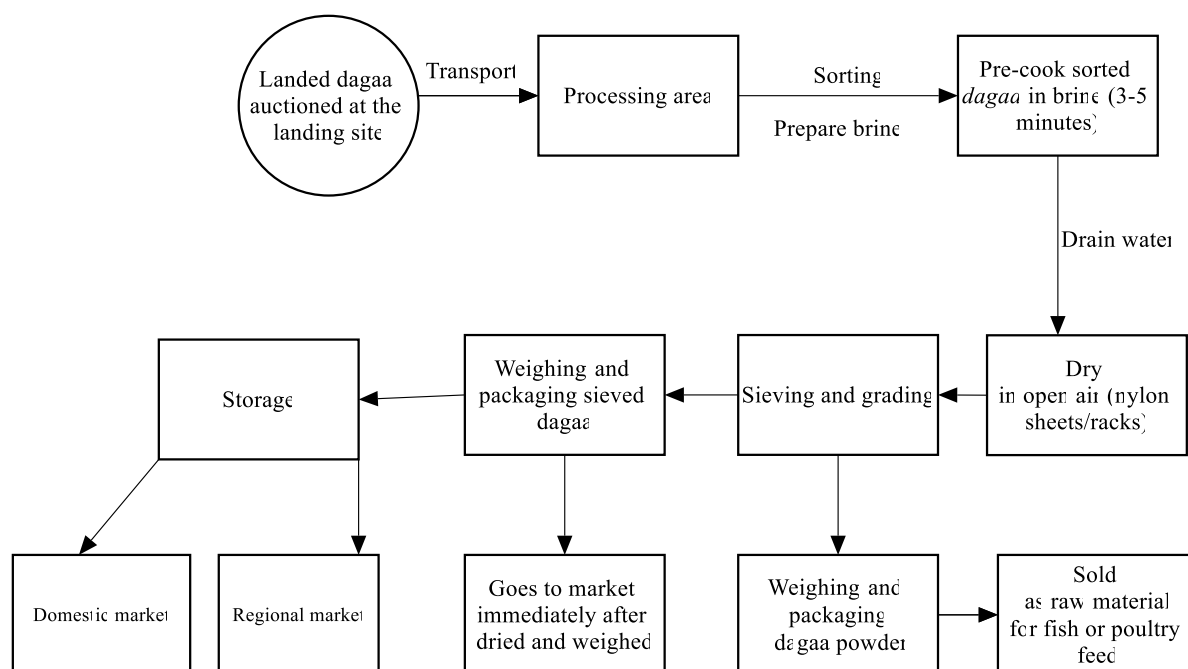 Landed dagaa
auctioned at the
landing site
Transport
Processing area
Sorting
Prepare brine
Pre-cook sorted
dagaa in brine (3-5
minutes)
Drain water
Dry
in open air (nylon
sheets/racks)
Sieving and grading
Weighing and
packaging sieved
dagaa
Storage
Domestic market
Regional market
Goes to market
immediately after
dried and weighed
Weighing and
packaging
dagaa powder
Sold
as raw material
for fish or poultry
feed